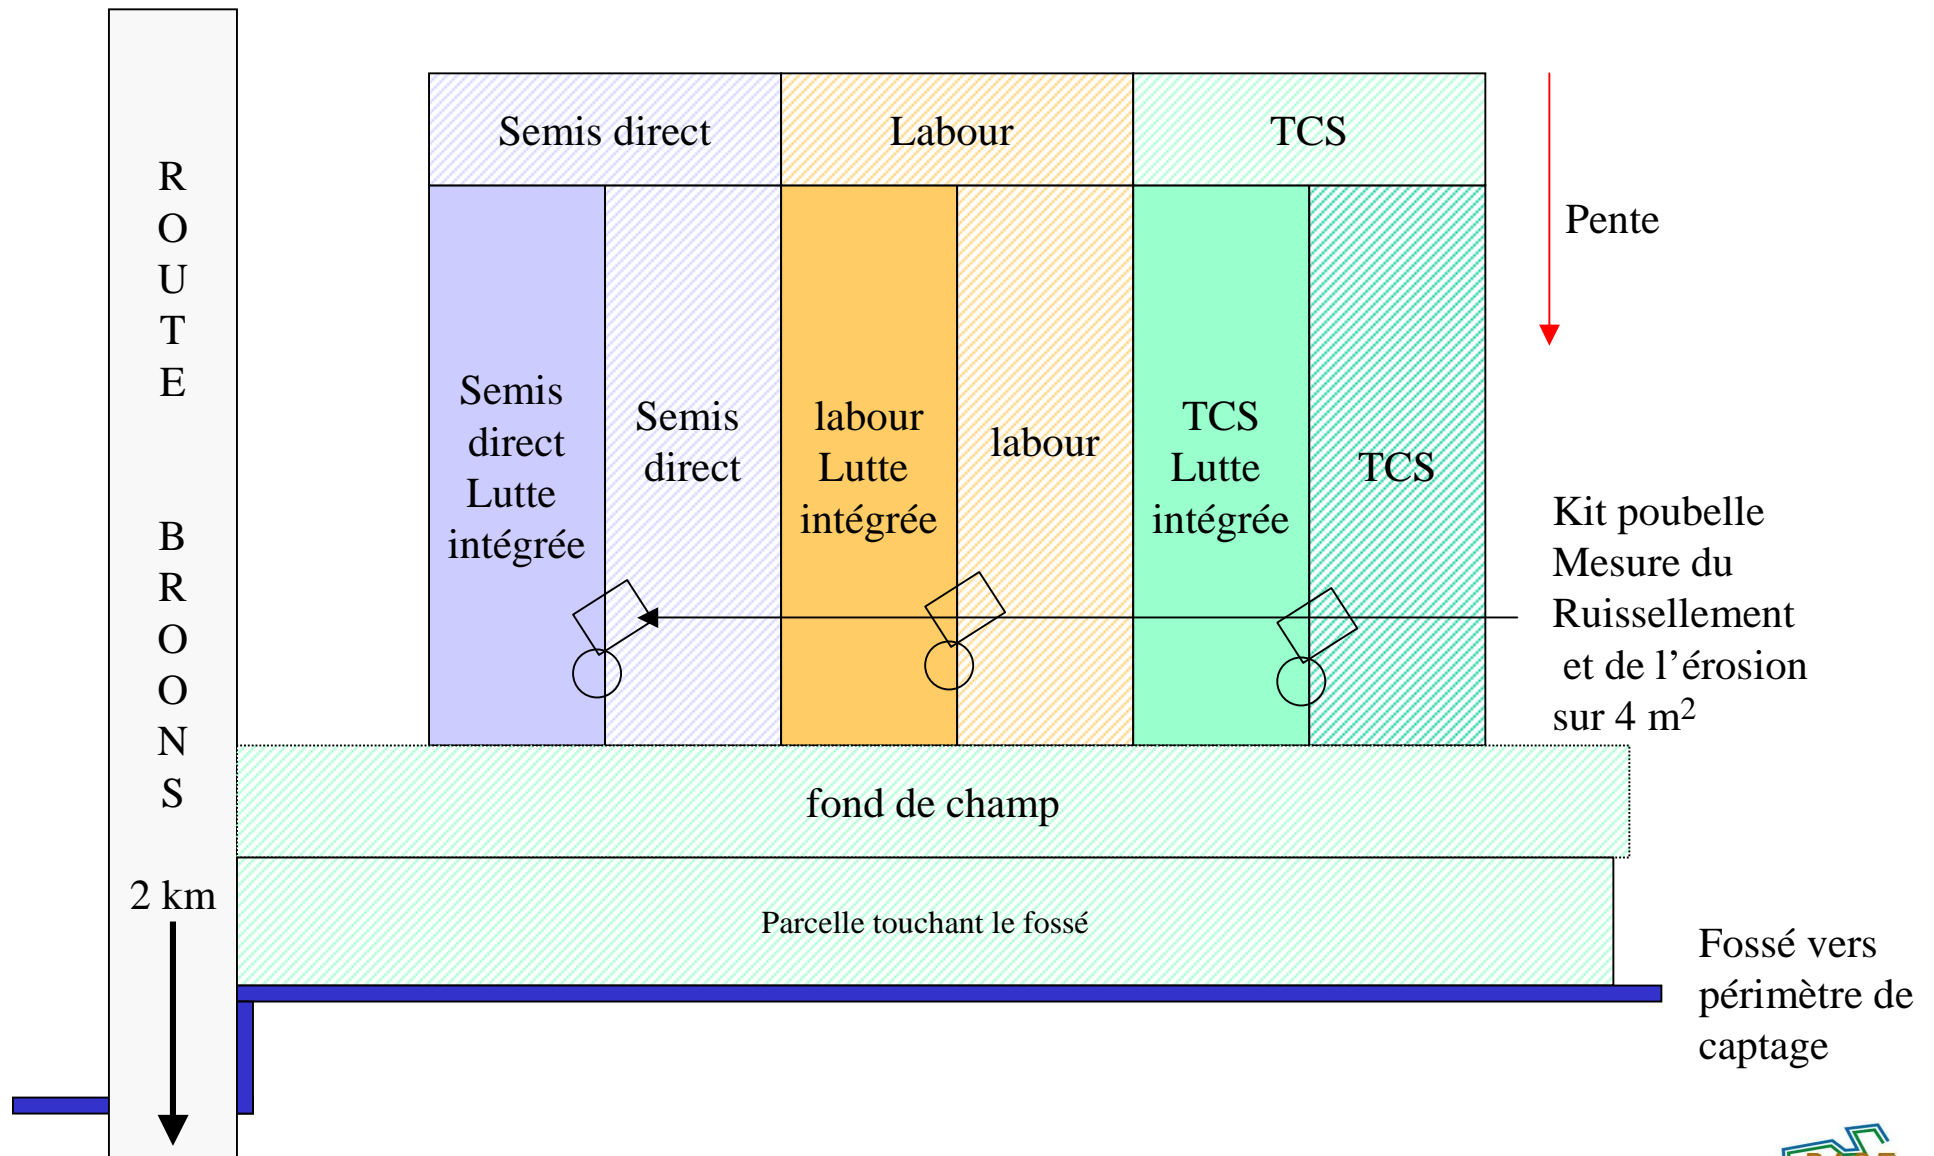 R
O
U
T
E
B
R
O
O
N
S
2 km
Semis direct
Labour
TCS
Semis
direct
Lutte
intégrée
Semis
direct
labour
Lutte
intégrée
labour
TCS
Lutte
intégrée
TCS
Pente
Kit poubelle
Mesure du
Ruissellement
et de l’érosion
sur 4 m²
fond de champ
Parcelle touchant le fossé
Fossé vers
périmètre de
captage